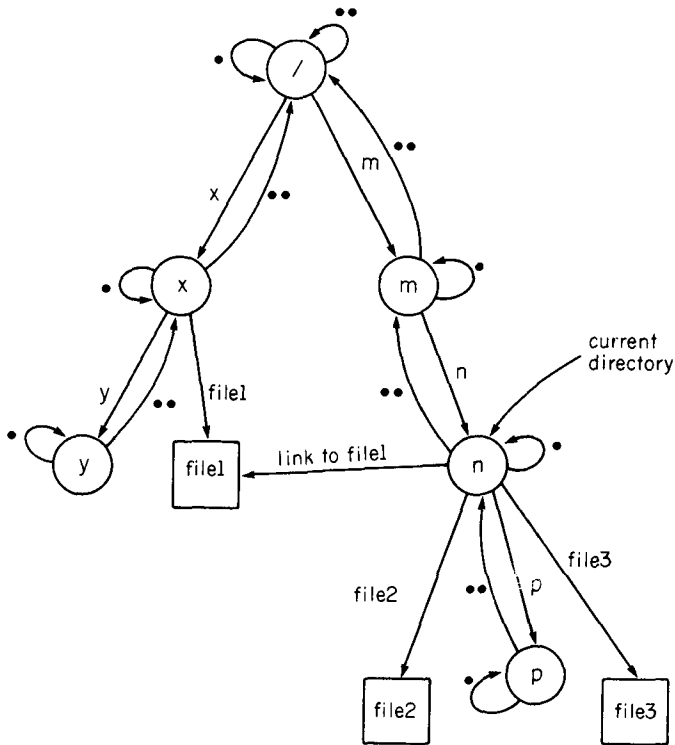 ••
•
/
x
••
m
••
•
x
m
•
current
directory
y
••
file1
••
n
•
y
file1
link to file1
n
•
file2
••
p
file3
•
p
file2
file3